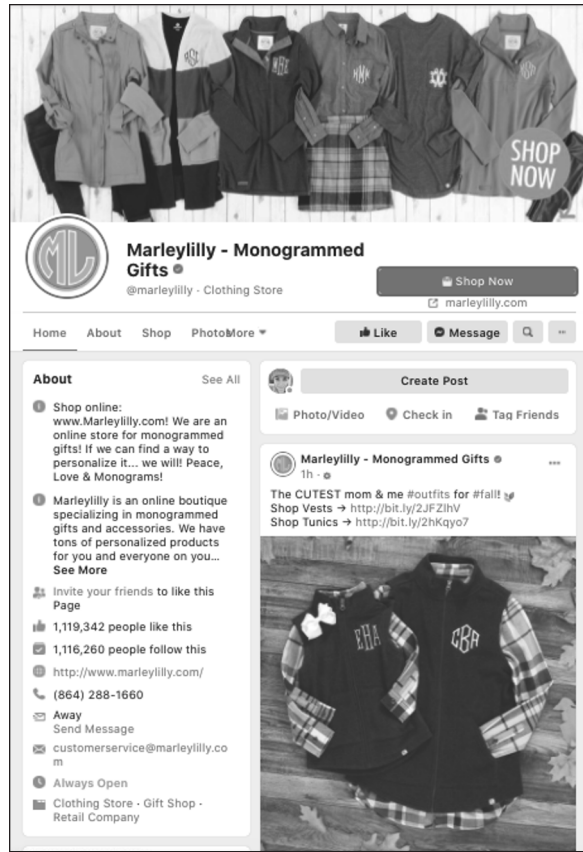 SHOP
NOW
ML
Marleylilly - Monogrammed
Gifts
@marleylilly · Clothing Store
Shop Now
marleylilly.com
Home About Shop Photos More
Like Message ...
About See All
Shop online:
www.Marleylilly.com! We are an
online store for monogrammed
gifts! If we can find a way to
personalize it... we will! Peace,
Love & Monograms!
Marleylilly is an online boutique
specializing in monogrammed
gifts and accessories. We have
tons of personalized products
for you and everyone on you...
See More
Invite your friends to like this
Page
1,119,342 people like this
1,116,260 people follow this
http://www.marleylilly.com/
(864) 288-1660
Away
Send Message
customerservice@marleylilly.co
m
Always Open
Clothing Store · Gift Shop ·
Retail Company
Create Post
Photo/Video Check in Tag Friends
Marleylilly - Monogrammed Gifts
1h ·
...
The CUTEST mom & me #outfits for #fall!
Shop Vests → http://bit.ly/2JFZlhV
Shop Tunics → http://bit.ly/2hKqyo7
EHA
CBA